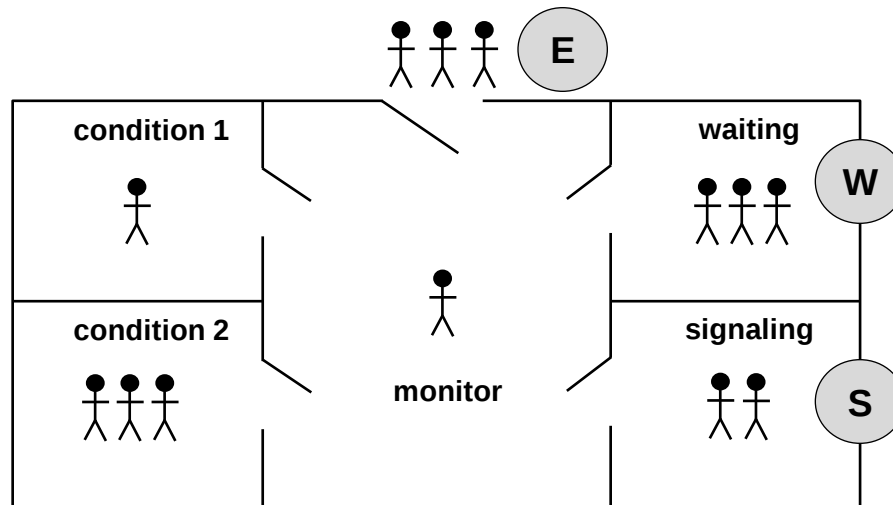 E
condition 1
waiting
W
condition 2
signaling
monitor
S